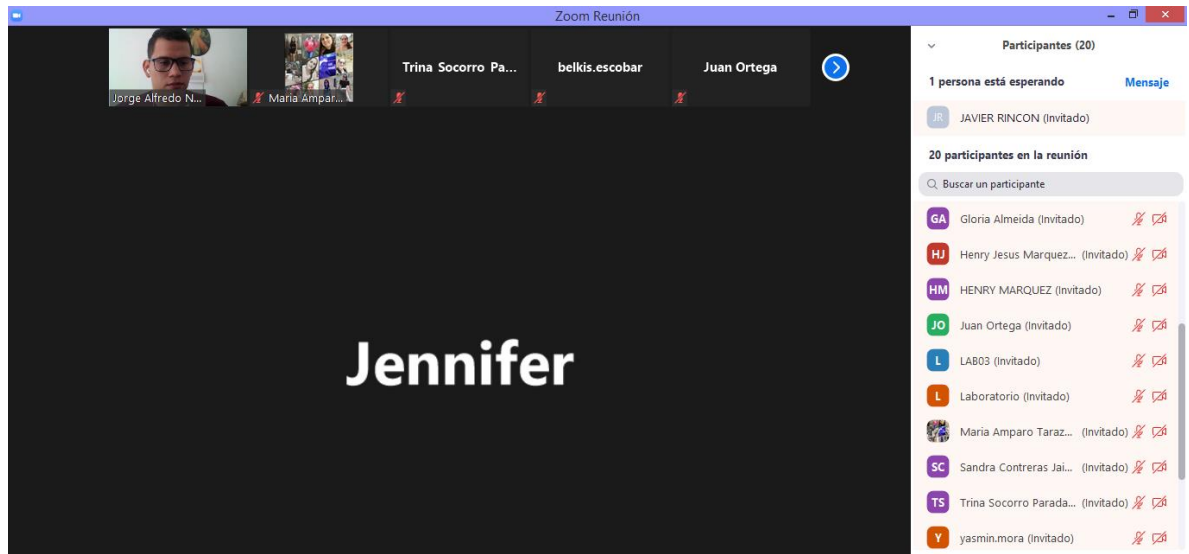 Zoom Reunión
Jorge Alfredo N...
Maria Ampar...
Trina Socorro Pa...
belkis.escobar
Juan Ortega
Jennifer
Participantes (20)
1 persona está esperando
Mensaje
JR
JAVIER RINCON (Invitado)
20 participantes en la reunión
Buscar un participante
GA
Gloria Almeida (Invitado)
HJ
Henry Jesus Marquez... (Invitado)
HM
HENRY MARQUEZ (Invitado)
JO
Juan Ortega (Invitado)
L
LAB03 (Invitado)
L
Laboratorio (Invitado)
Maria Amparo Taraz... (Invitado)
SC
Sandra Contreras Jai... (Invitado)
TS
Trina Socorro Parada... (Invitado)
Y
yasmin.mora (Invitado)